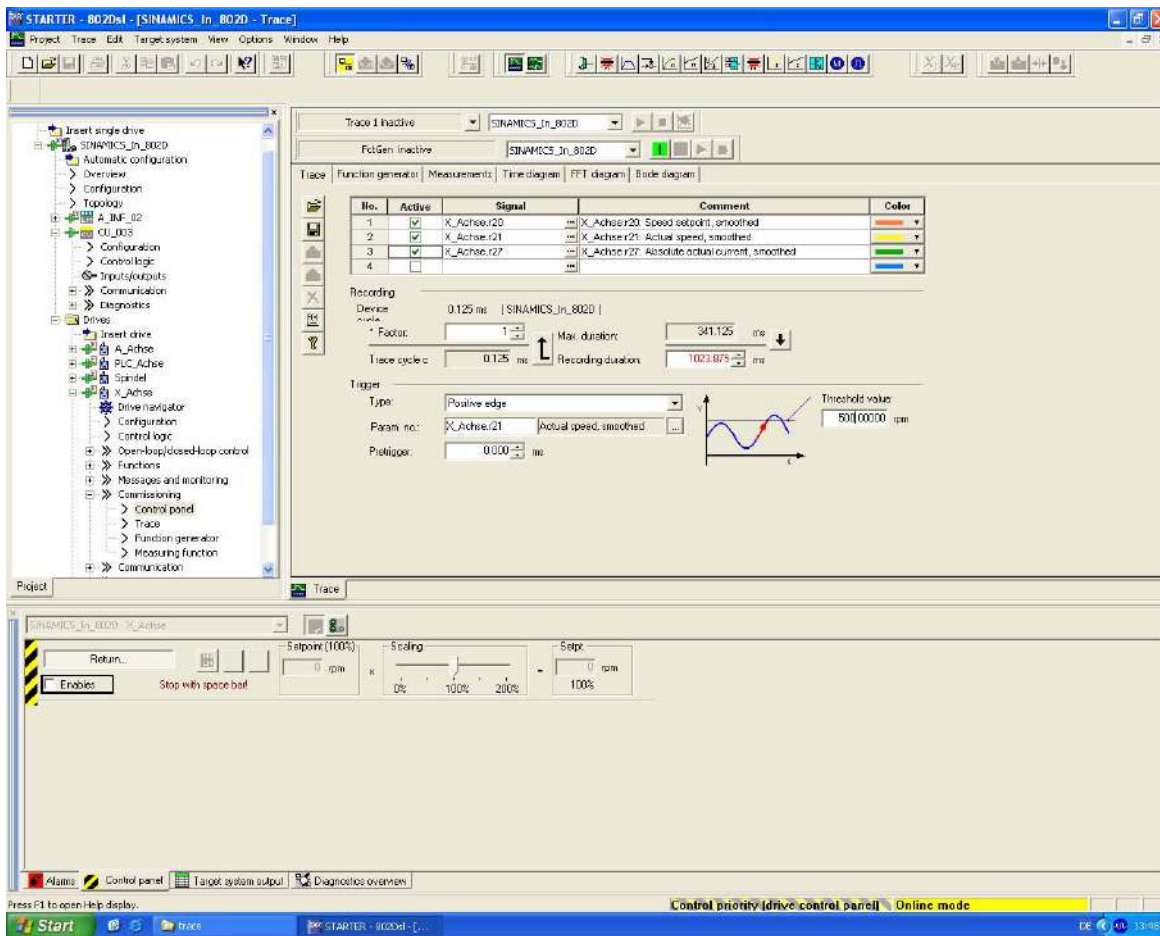 STARTER - 802Dsl - [SINAMICS_In_802D - Trace]
Project Trace Edit Target system View Options Window Help
Insert single drive
SINAMICS_In_802D
Automatic configuration
Overview
Configuration
Topology
A_INF_02
CU_003
Configuration
Control logic
Inputs/outputs
Communication
Diagnostics
Drives
Insert drive
A_Achse
PLC_Achse
Spindel
X_Achse
Drive navigator
Configuration
Control logic
Open-loop/closed-loop control
Functions
Messages and monitoring
Commissioning
Control panel
Trace
Function generator
Measuring function
Communication
Project
Trace 1 inactive SINAMICS_In_802D
FctGen inactive SINAMICS_In_802D
Trace Function generator Measurements Time diagram FFT diagram Bode diagram
No. Active Signal Comment Color
1 X_Achse.r20 ... X_Achse.r20: Speed setpoint, smoothed
2 X_Achse.r21 ... X_Achse.r21: Actual speed, smoothed
3 X_Achse.r27 ... X_Achse.r27: Absolute actual current, smoothed
4 ...
Recording
Device 0.125 ms [SINAMICS_In_802D]
* Factor: 1 Max. duration: 341.125 ms
Trace cycle c 0.125 ms Recording duration: 1023.875 ms
Trigger
Type: Positive edge Threshold value:
Param. no.: X_Achse.r21 Actual speed, smoothed ... Y 500.00000 rpm
Pretrigger: 0.000 ms X
Trace
SINAMICS_In_802D - X_Achse
Return... Setpoint (100%) Scaling Setpt.
0 rpm x = 0 rpm
Enables Stop with space bar! 0% 100% 200% 100%
Alarms Control panel Target system output Diagnostics overview
Press F1 to open Help display. Control priority [drive control panel] Online mode
Start trace STARTER - 802Dsl - [... DE 13:48